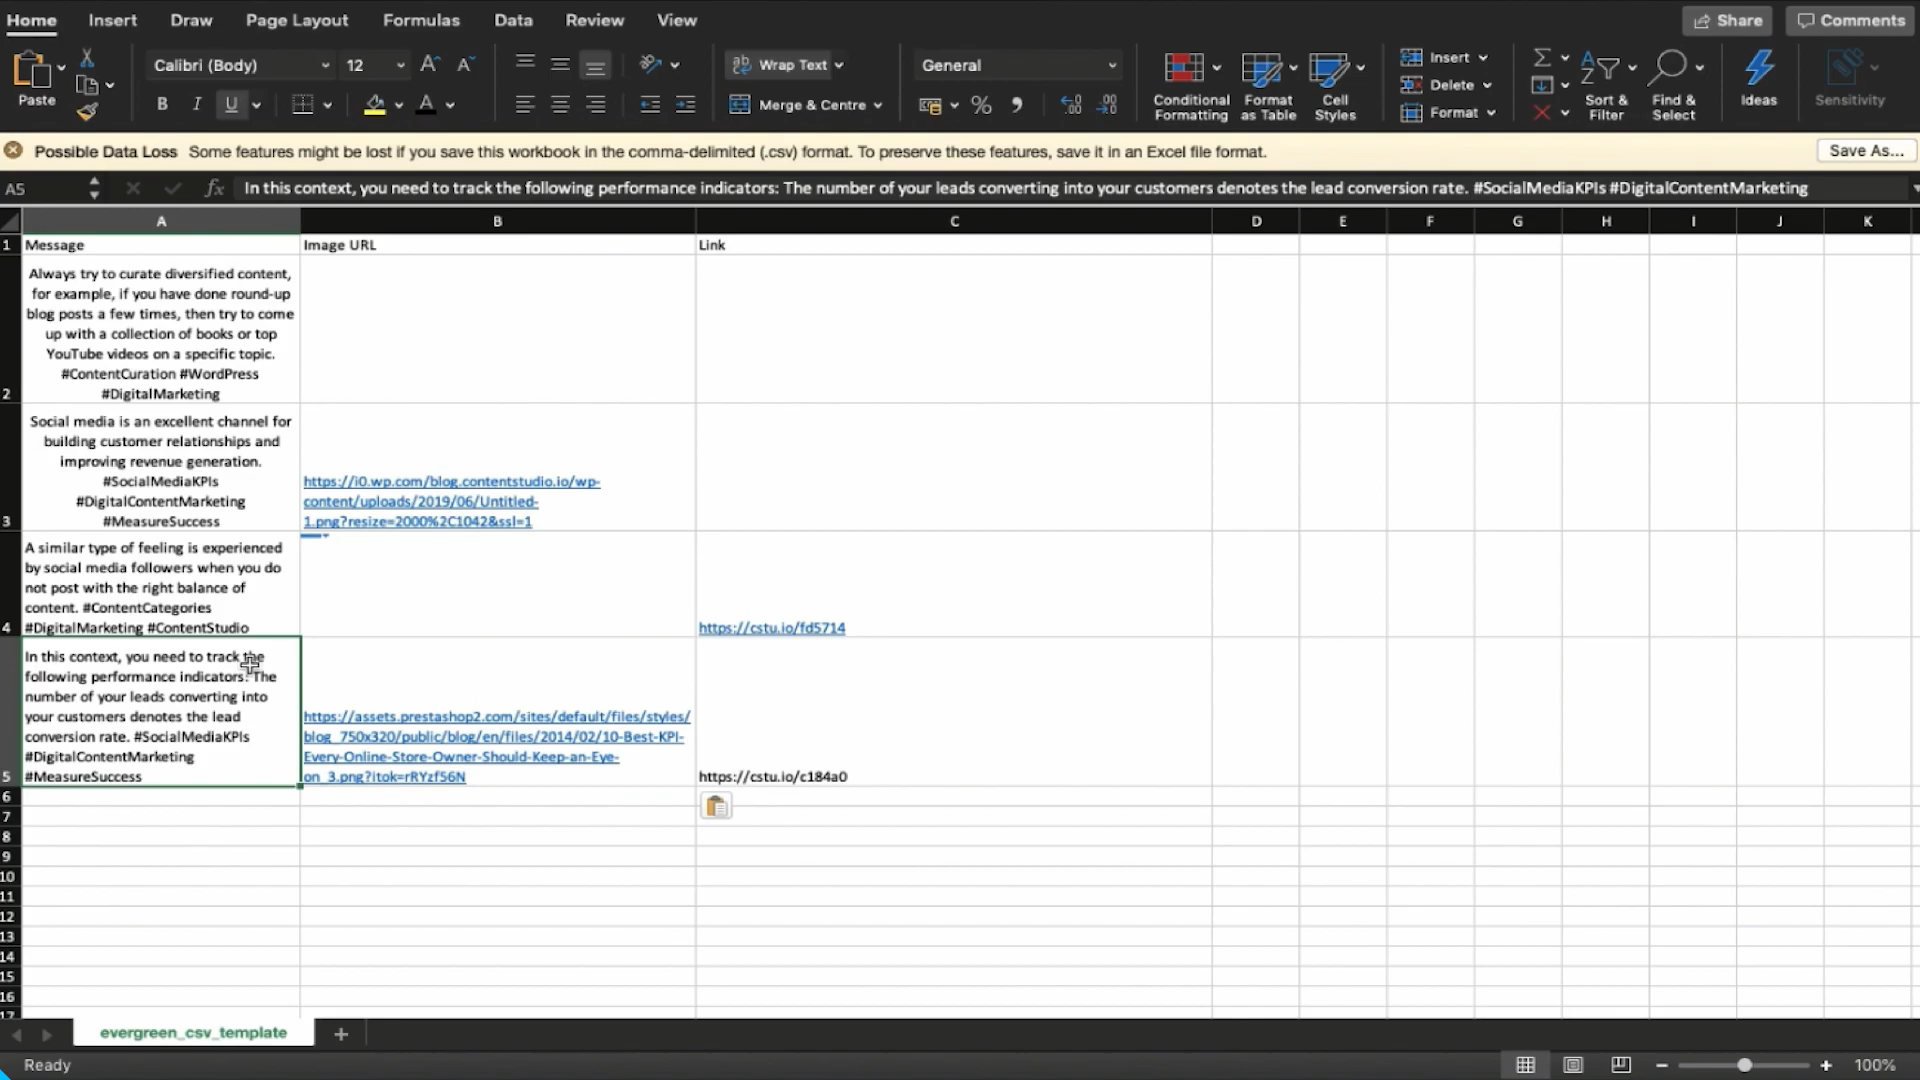 Home Insert Draw Page Layout Formulas Data Review View Share Comments
Paste Calibri (Body) 12 Wrap Text General Insert
B I U Merge & Centre % Conditional Formatting Format as Table Cell Styles Delete Format Sort & Filter Find & Select Ideas Sensitivity
Possible Data Loss Some features might be lost if you save this workbook in the comma-delimited (.csv) format. To preserve these features, save it in an Excel file format. Save As...
A5 fx In this context, you need to track the following performance indicators: The number of your leads converting into your customers denotes the lead conversion rate. #SocialMediaKPIs #DigitalContentMarketing
A B C D E F G H I J K
1 Message Image URL Link
Always try to curate diversified content,
for example, if you have done round-up
blog posts a few times, then try to come
up with a collection of books or top
YouTube videos on a specific topic.
#ContentCuration #WordPress
2 #DigitalMarketing
Social media is an excellent channel for
building customer relationships and
improving revenue generation.
#SocialMediaKPIs
#DigitalContentMarketing
3 #MeasureSuccess
https://i0.wp.com/blog.contentstudio.io/wp-
content/uploads/2019/06/Untitled-
1.png?resize=2000%2C1042&ssl=1
A similar type of feeling is experienced
by social media followers when you do
not post with the right balance of
content. #ContentCategories
4 #DigitalMarketing #ContentStudio
https://cstu.io/fd5714
In this context, you need to track the
following performance indicators: The
number of your leads converting into
your customers denotes the lead
conversion rate. #SocialMediaKPIs
#DigitalContentMarketing
5 #MeasureSuccess
https://assets.prestashop2.com/sites/default/files/styles/
blog_750x320/public/blog/en/files/2014/02/10-Best-KPI-
Every-Online-Store-Owner-Should-Keep-an-Eye-
on_3.png?itok=rRYzf56N
https://cstu.io/c184a0
6
7
8
9
10
11
12
13
14
15
16
17
evergreen_csv_template
Ready 100%